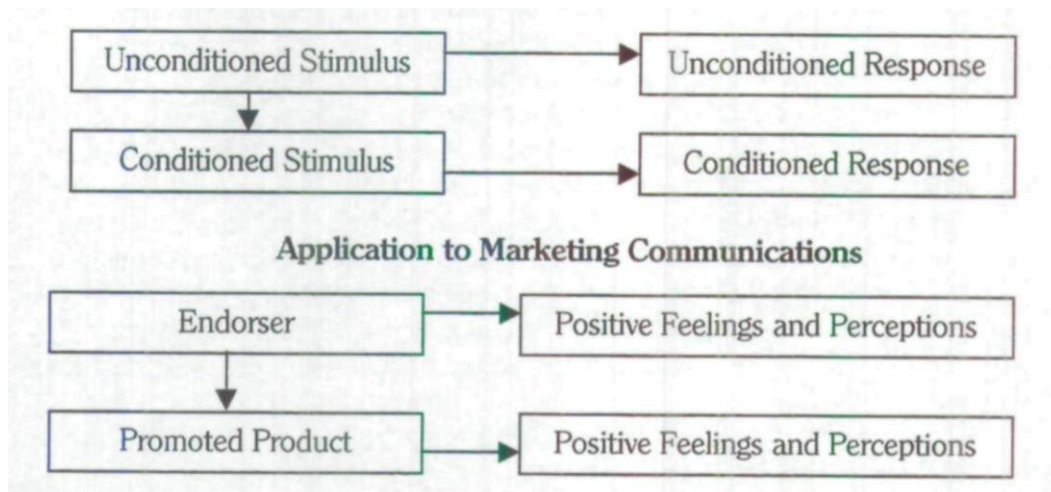 Unconditioned Stimulus
Unconditioned Response
Conditioned Stimulus
Conditioned Response
Application to Marketing Communications
Endorser
Positive Feelings and Perceptions
Promoted Product
Positive Feelings and Perceptions